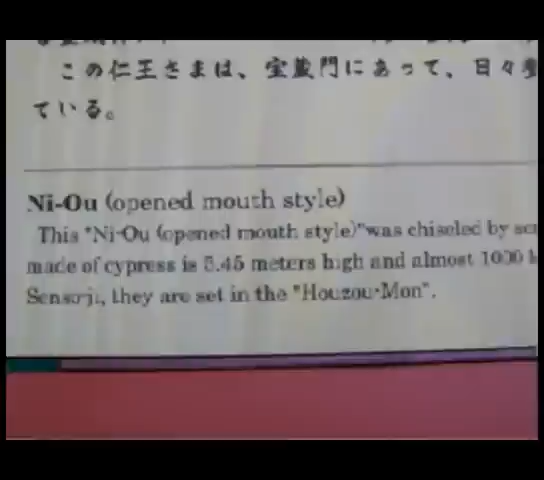 この仁王さまは、宝蔵門にあって、日々
ている。
Ni-Ou (opened mouth style)
This "Ni-Ou (opened mouth style)"was chiseled by
made of cypress is 5.45 meters high and almost 1000
Sensoji, they are set in the "Houzou-Mon".